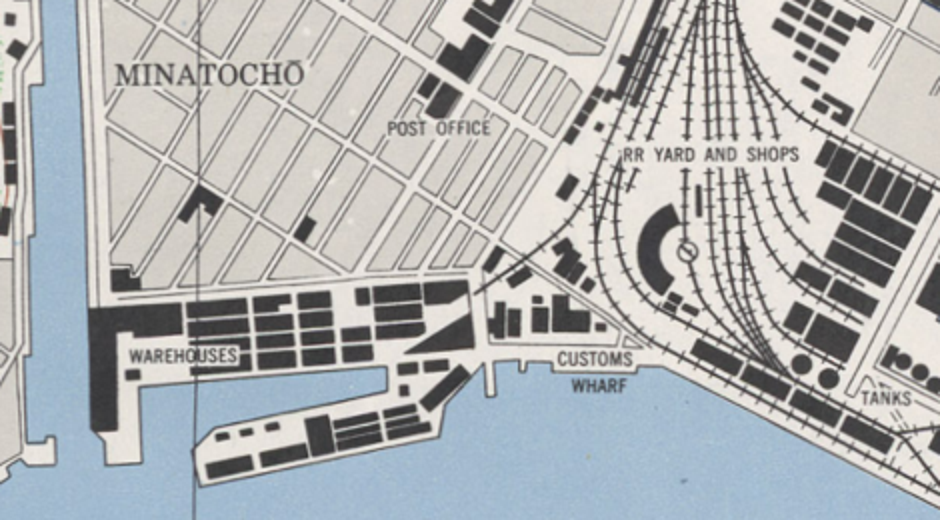 MINATOCHŌ
POST OFFICE
RR YARD AND SHOPS
WAREHOUSES
CUSTOMS
WHARF
TANKS